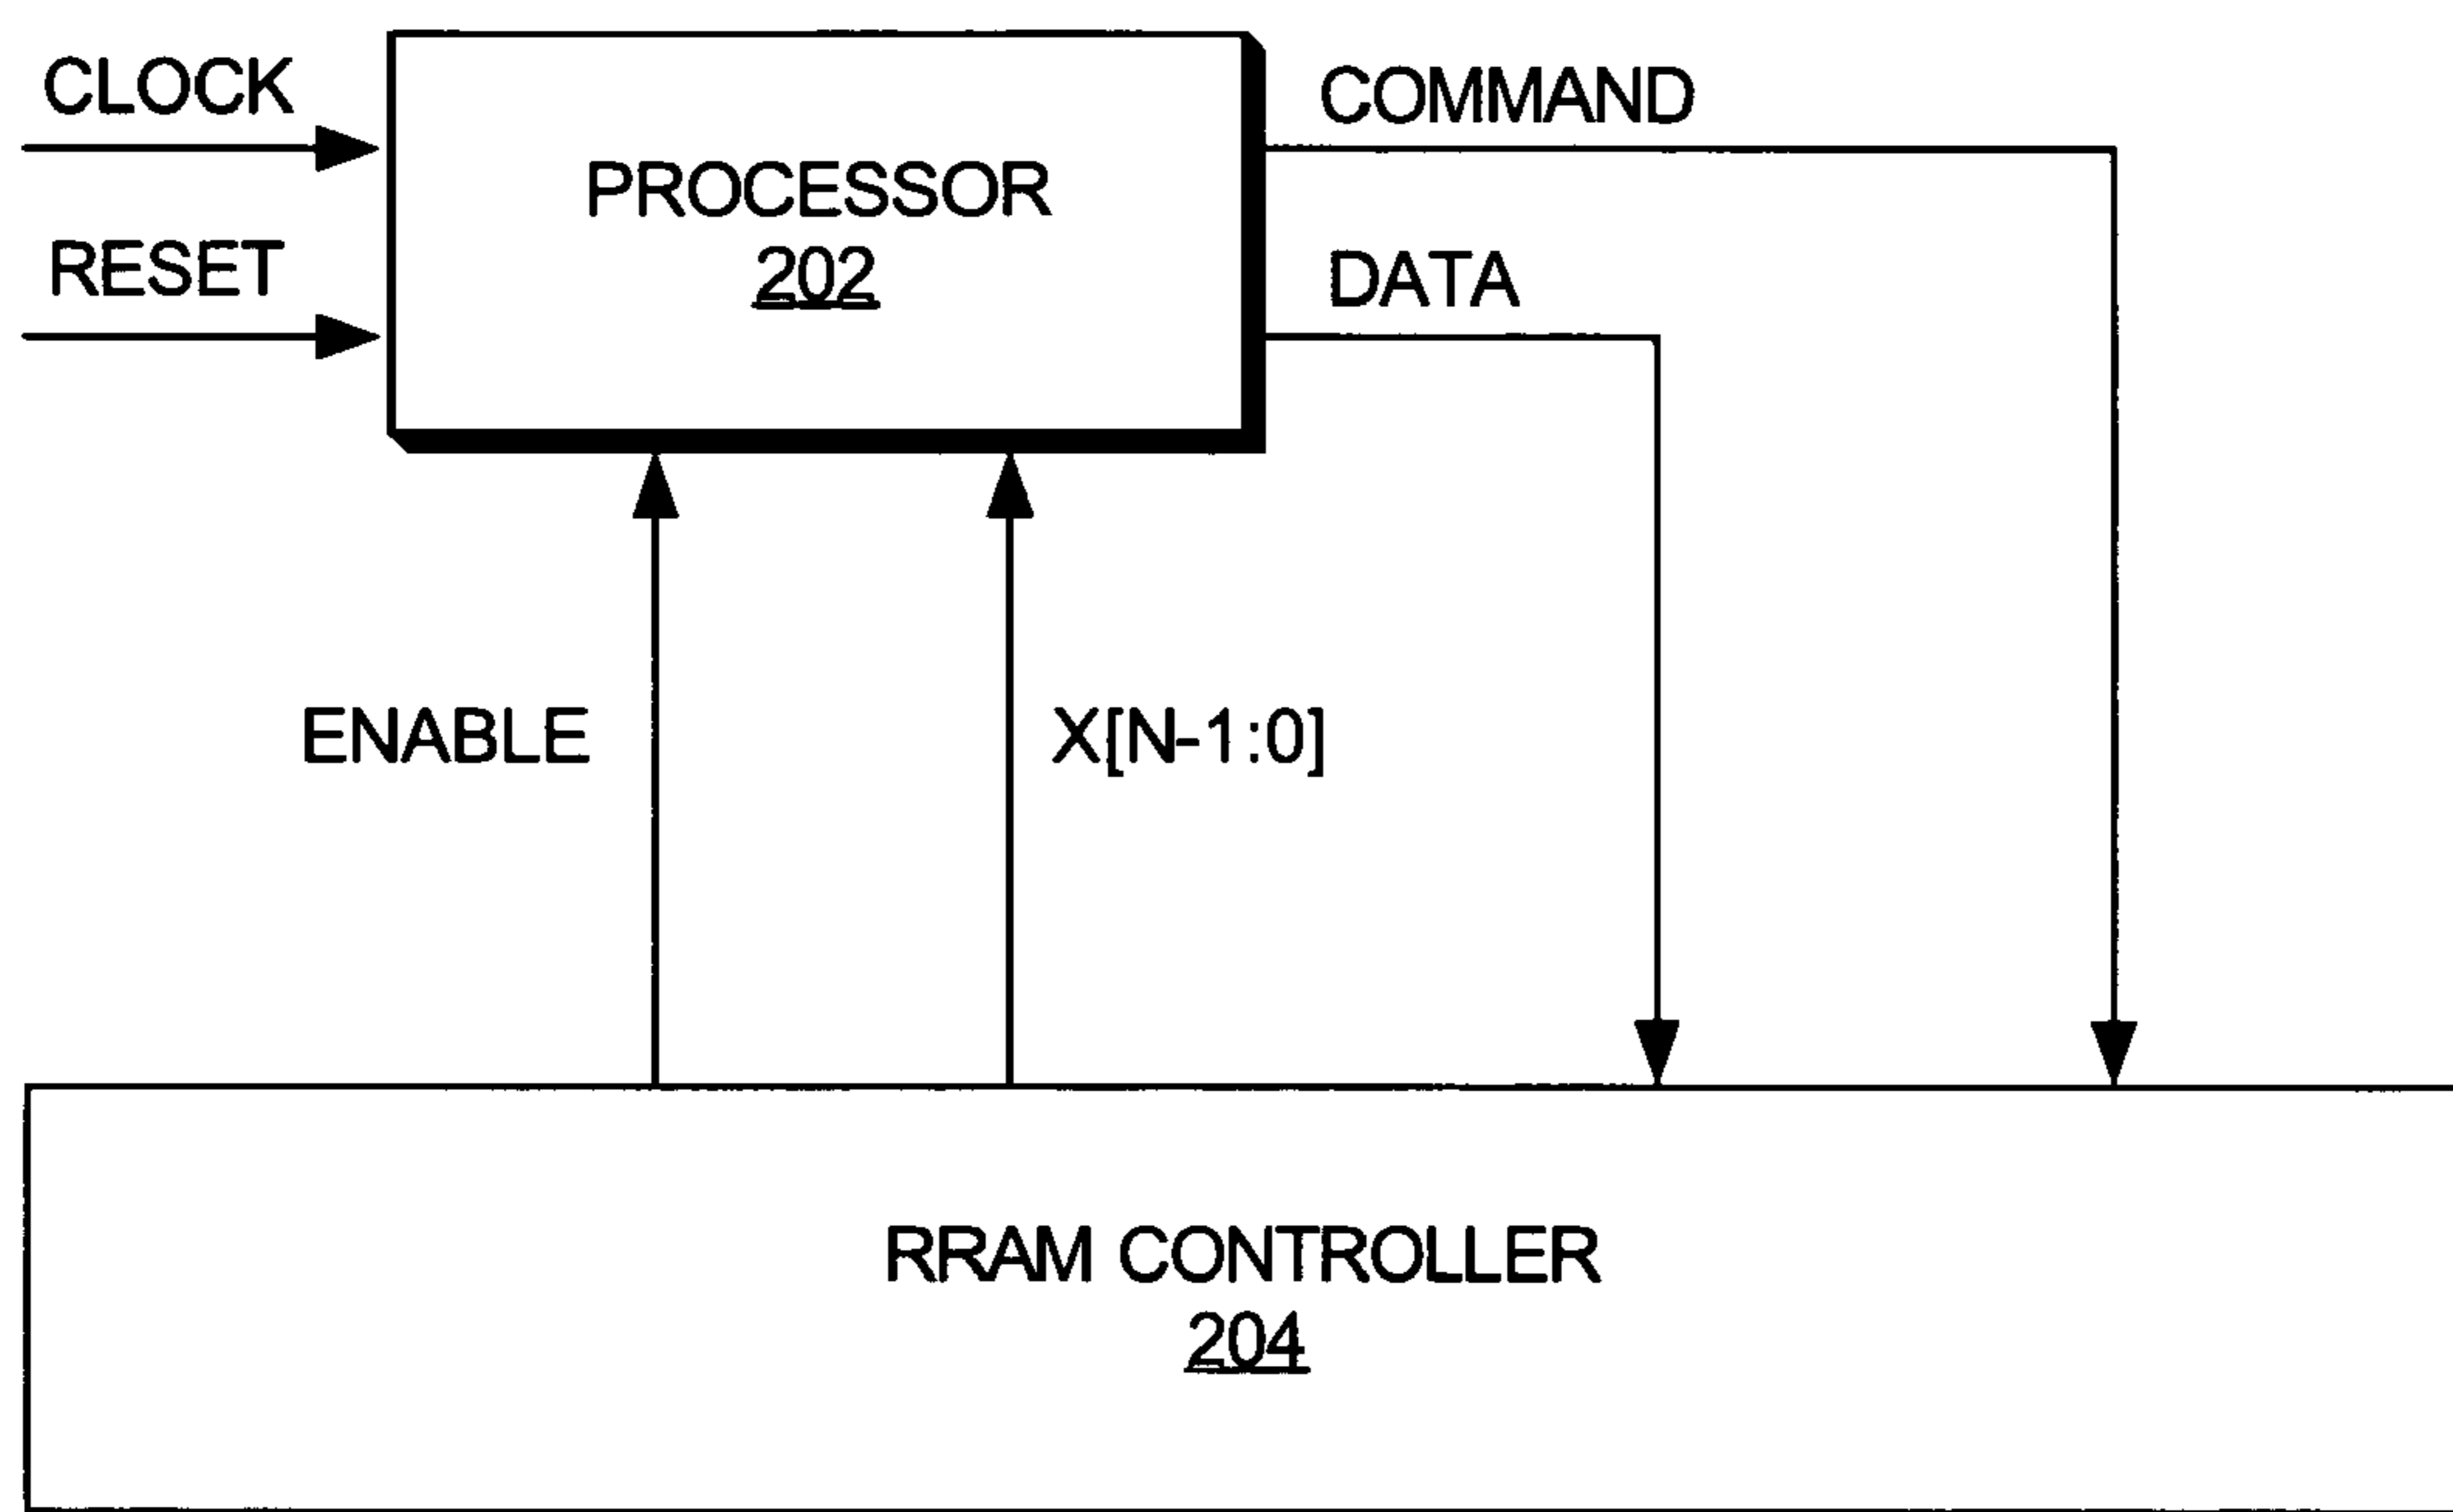 CLOCK
COMMAND
PROCESSOR
202
RESET
DATA
ENABLE
X[N-1:0]
RRAM CONTROLLER
204